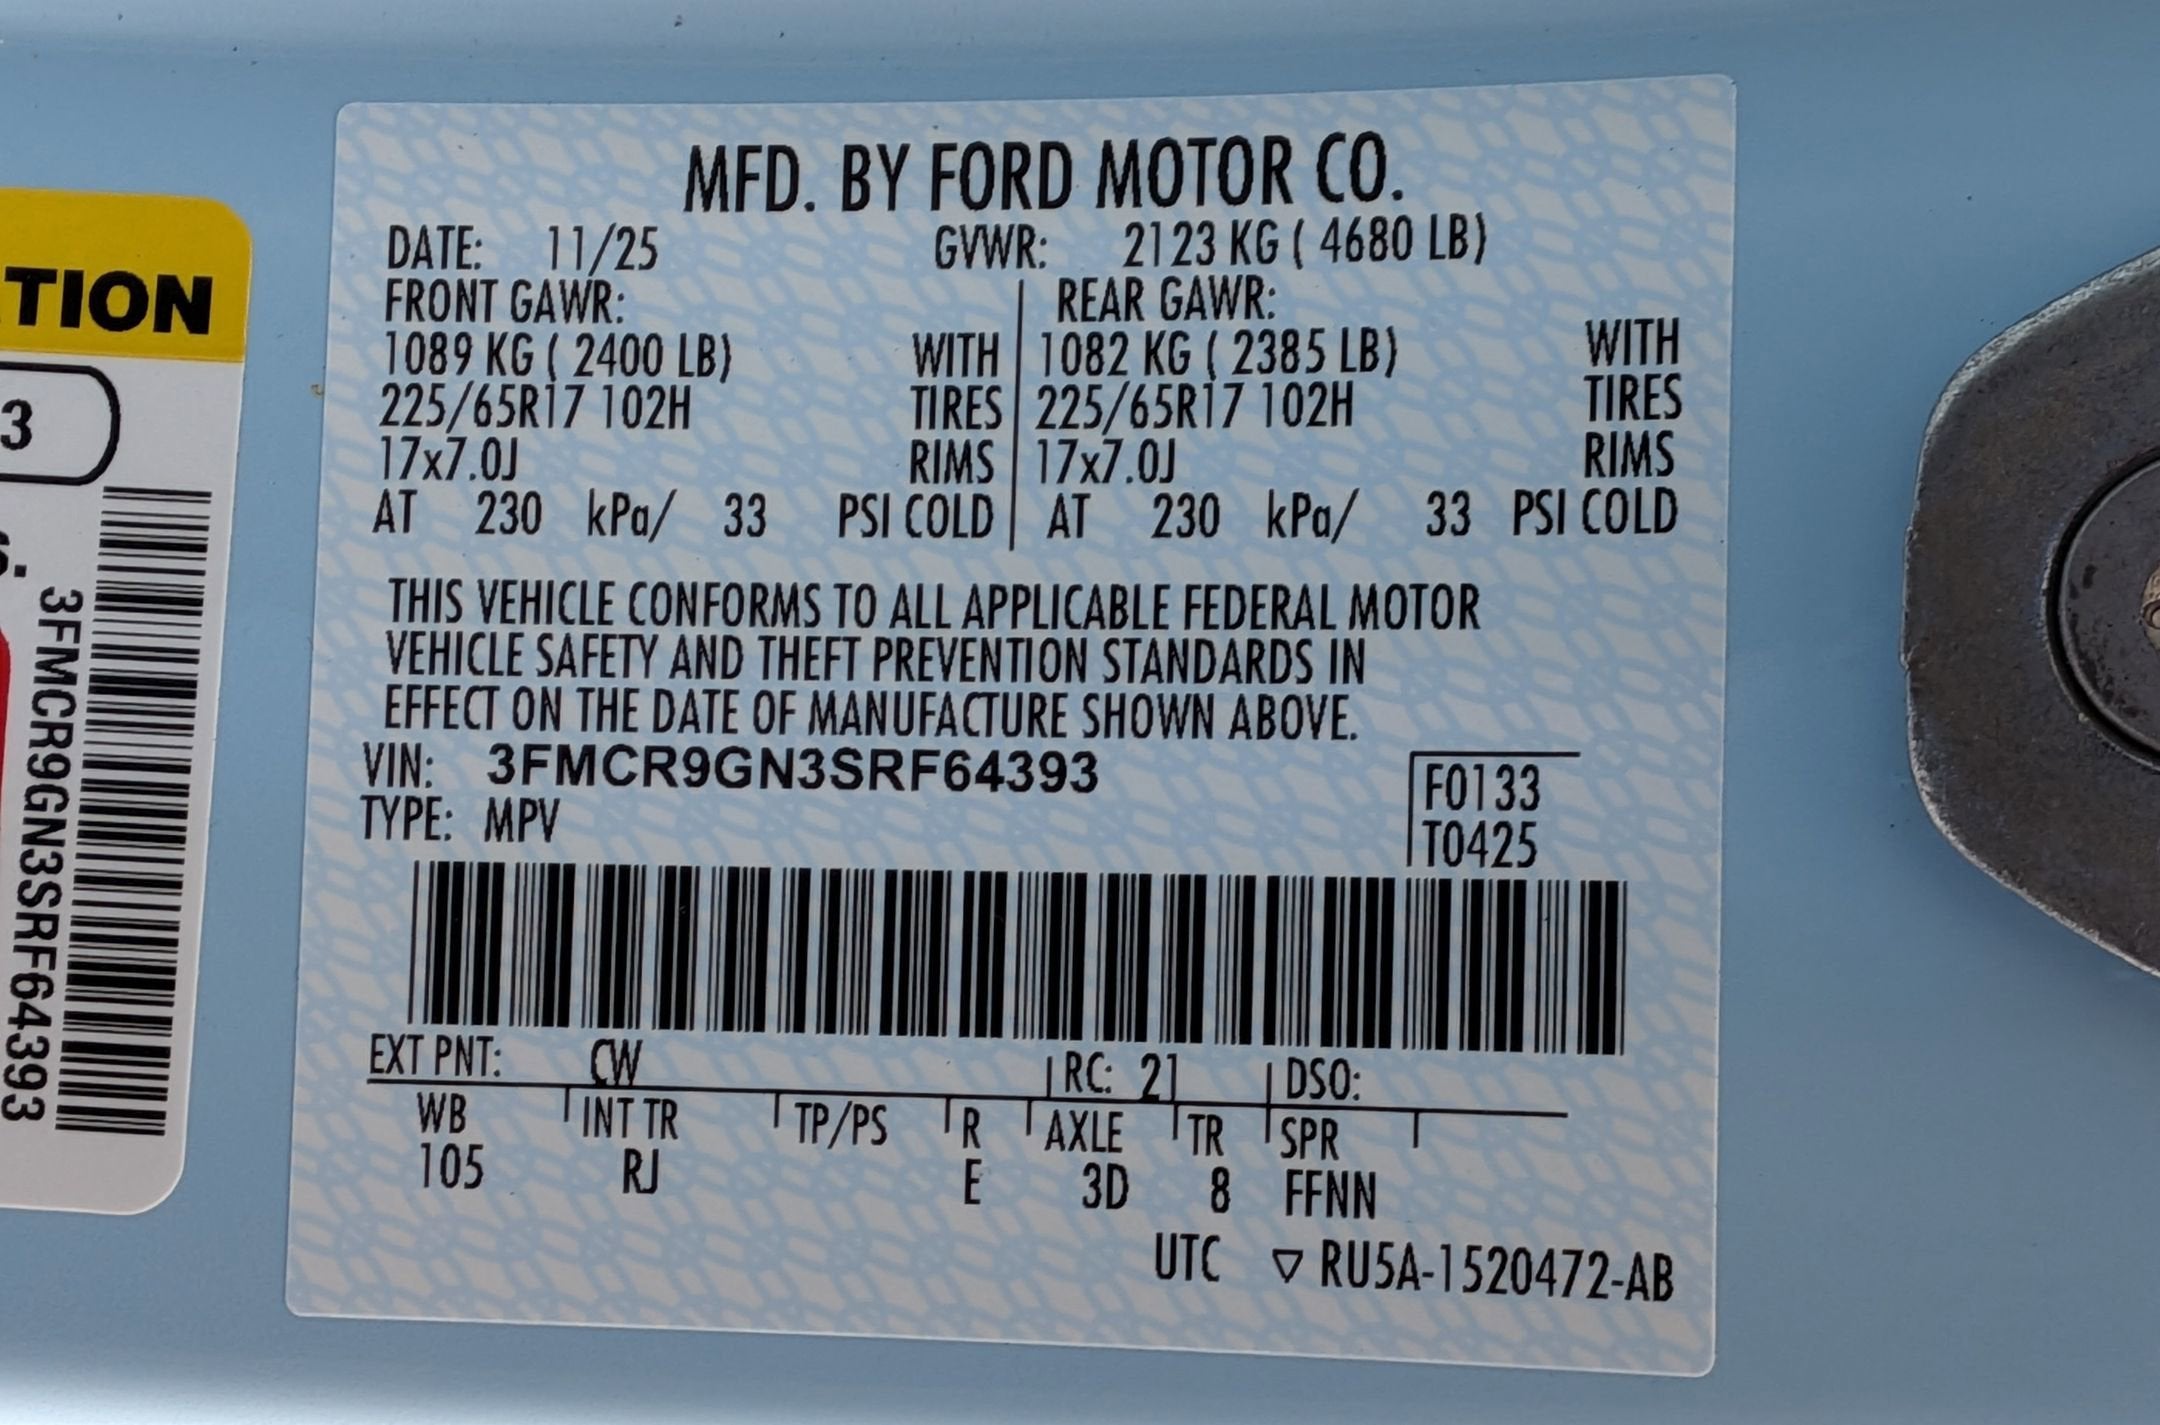 MFD. BY FORD MOTOR CO.
DATE: 11/25 GVWR: 2123 KG ( 4680 LB)
FRONT GAWR: REAR GAWR:
1089 KG ( 2400 LB) WITH 1082 KG ( 2385 LB) WITH
225/65R17 102H TIRES 225/65R17 102H TIRES
17x7.0J RIMS 17x7.0J RIMS
AT 230 kPa/ 33 PSI COLD AT 230 kPa/ 33 PSI COLD
THIS VEHICLE CONFORMS TO ALL APPLICABLE FEDERAL MOTOR
VEHICLE SAFETY AND THEFT PREVENTION STANDARDS IN
EFFECT ON THE DATE OF MANUFACTURE SHOWN ABOVE.
VIN: 3FMCR9GN3SRF64393 F0133
TYPE: MPV T0425
EXT PNT: CW RC: 21 DSO:
WB INT TR TP/PS R AXLE TR SPR
105 RJ E 3D 8 FFNN
UTC ▽ RU5A-1520472-AB
TION
3
3FMCR9GN3SRF64393